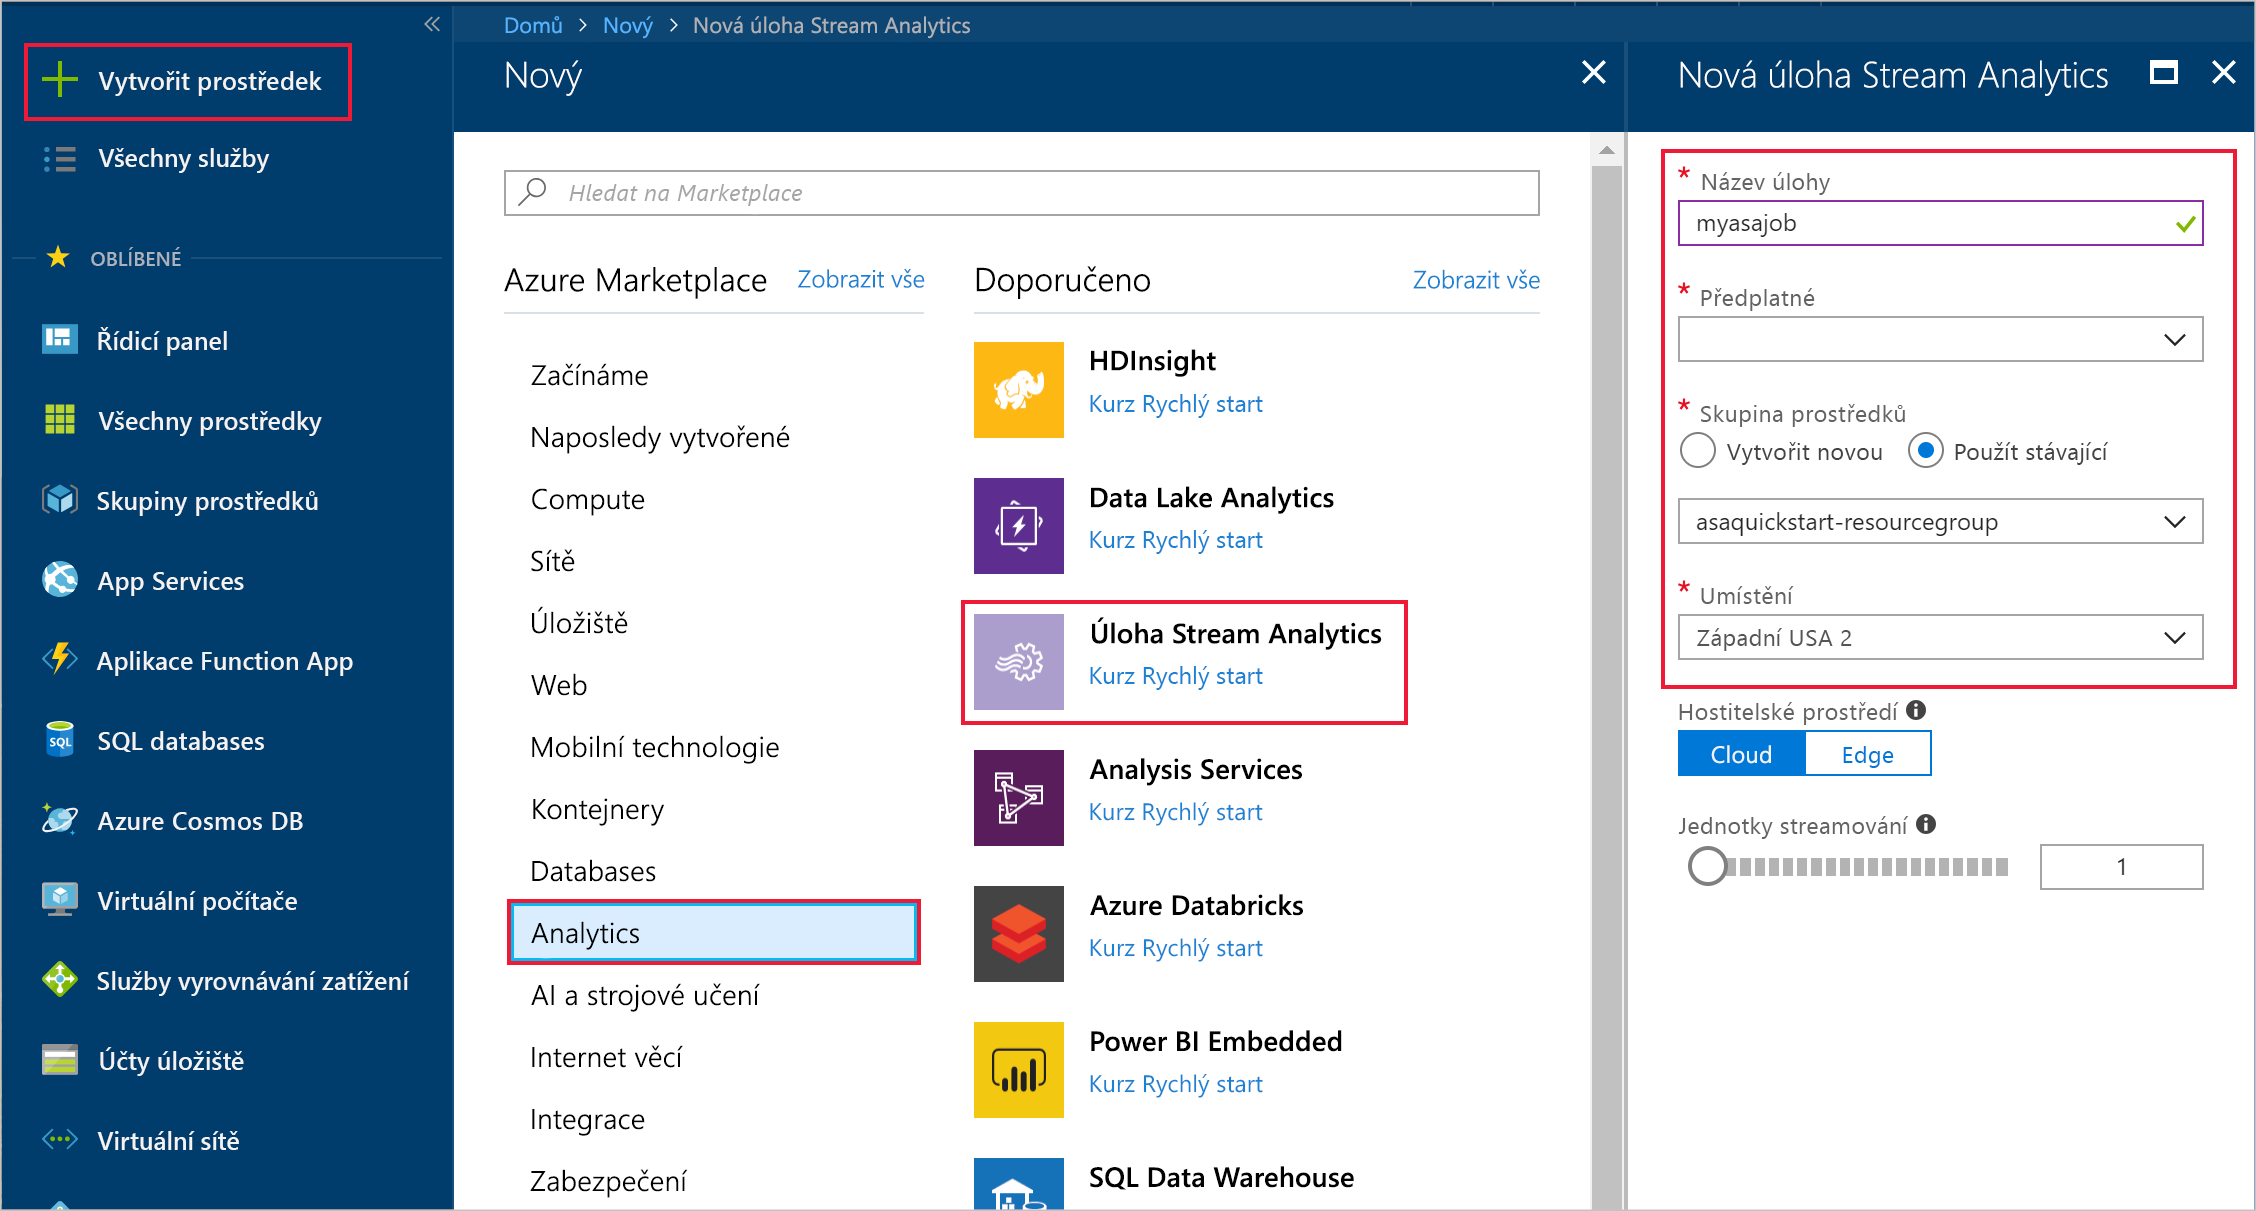 Vytvořit prostředek
Všechny služby
OBLÍBENÉ
Řídicí panel
Všechny prostředky
Skupiny prostředků
App Services
Aplikace Function App
SQL databases
Azure Cosmos DB
Virtuální počítače
Služby vyrovnávání zatížení
Účty úložiště
Virtuální sítě
Domů > Nový > Nová úloha Stream Analytics
Nový
Hledat na Marketplace
Azure Marketplace Zobrazit vše
Začínáme
Naposledy vytvořené
Compute
Sítě
Úložiště
Web
Mobilní technologie
Kontejnery
Databases
Analytics
AI a strojové učení
Internet věcí
Integrace
Zabezpečení
Doporučeno Zobrazit vše
HDInsight
Kurz Rychlý start
Data Lake Analytics
Kurz Rychlý start
Úloha Stream Analytics
Kurz Rychlý start
Analysis Services
Kurz Rychlý start
Azure Databricks
Kurz Rychlý start
Power BI Embedded
Kurz Rychlý start
SQL Data Warehouse
Nová úloha Stream Analytics
* Název úlohy
myasajob
* Předplatné
* Skupina prostředků
Vytvořit novou Použít stávající
asaquickstart-resourcegroup
* Umístění
Západní USA 2
Hostitelské prostředí
Cloud Edge
Jednotky streamování
1